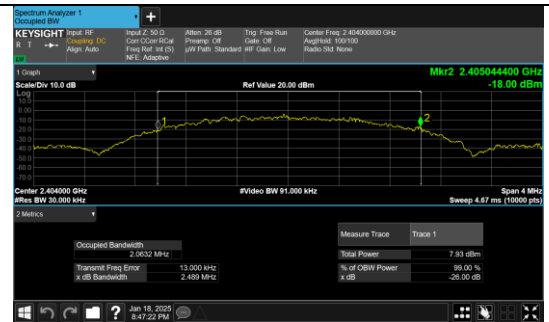 Spectrum Analyzer 1
Occupied BW
+
KEYSIGHT Input: RF Input Z: 50 Ω Atten: 26 dB Trig: Free Run Center Freq: 2.404000000 GHz
R T Coupling: DC Corr CCorr RCal Preamp: Off Gate: Off Avg|Hold: 100/100
Align: Auto Freq Ref: Int (S) µW Path: Standard #IF Gain: Low Radio Std: None
NFE: Adaptive
1 Graph
Mkr2 2.405044400 GHz
Scale/Div 10.0 dB Ref Value 20.00 dBm -18.00 dBm
Log
10.0
0.00
-10.0
-20.0
-30.0
-40.0
-50.0
-60.0
-70.0
1
2
Center 2.404000 GHz #Video BW 91.000 kHz Span 4 MHz
#Res BW 30.000 kHz Sweep 4.67 ms (10000 pts)
2 Metrics
Measure Trace Trace 1
Occupied Bandwidth
2.0632 MHz
Total Power 7.93 dBm
Transmit Freq Error 13.000 kHz % of OBW Power 99.00 %
x dB Bandwidth 2.489 MHz x dB -26.00 dB
? Jan 18, 2025
8:47:22 PM